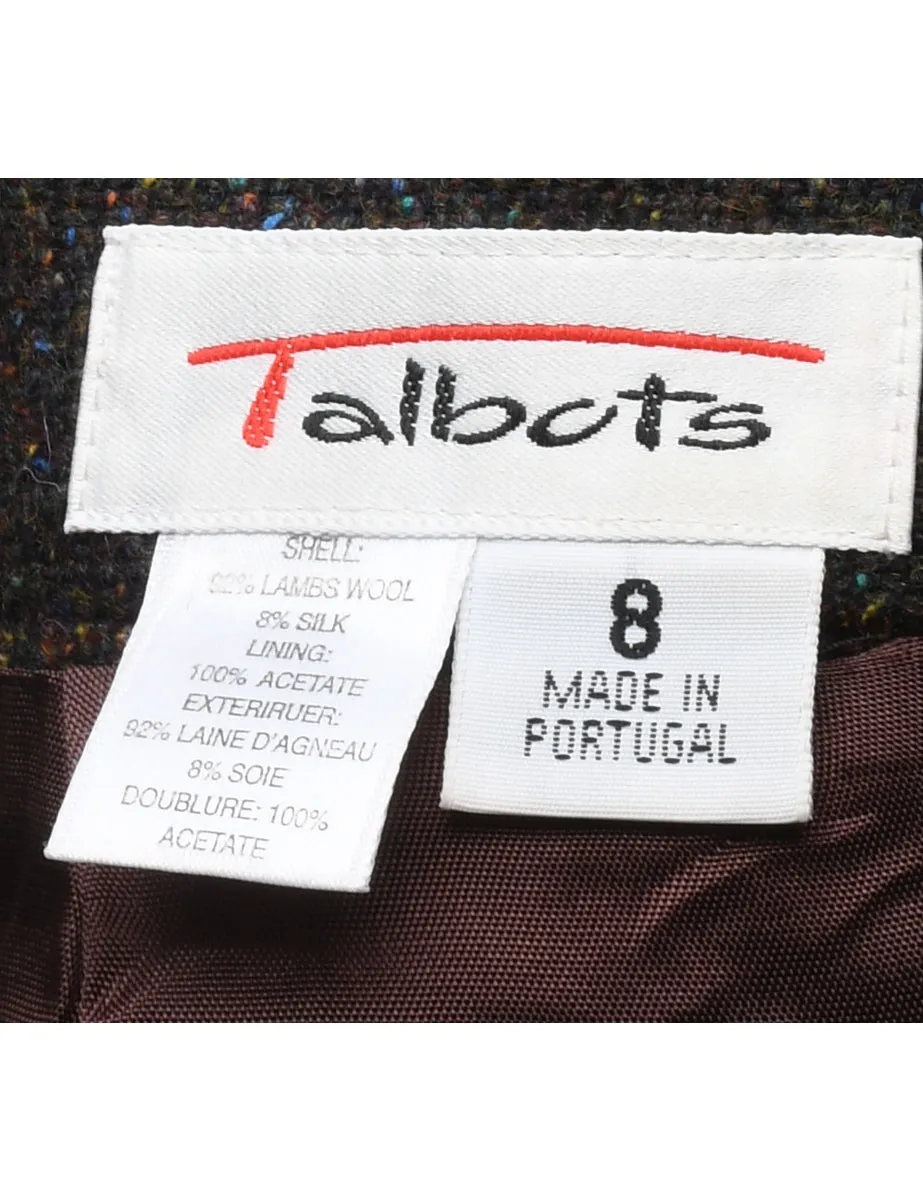 Talbots
SHELL:
92% LAMBS WOOL
8% SILK
LINING:
100% ACETATE
EXTERIRUER:
92% LAINE D'AGNEAU
8% SOIE
DOUBLURE: 100%
ACETATE
8
MADE IN
PORTUGAL